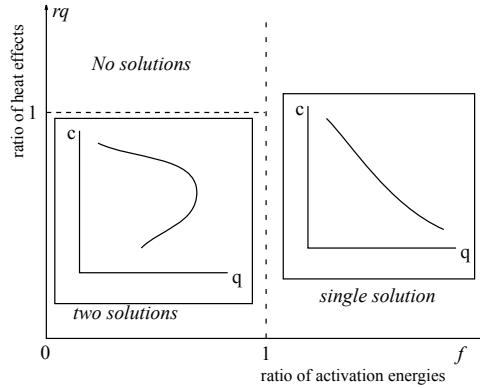 rq
ratio of heat effects
No solutions
1
c
q
two solutions
c
q
single solution
0
1
f
ratio of activation energies